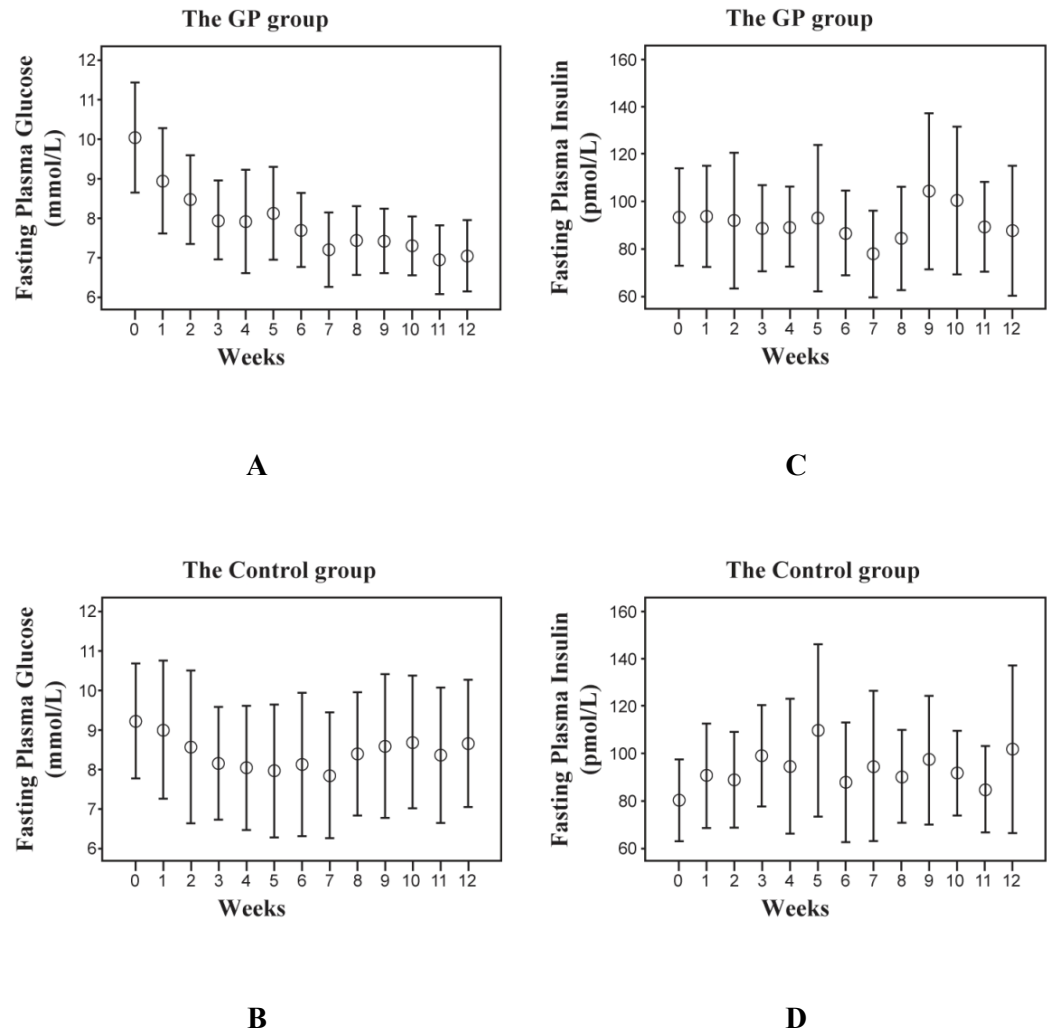 The GP group
Fasting Plasma Glucose
(mmol/L)
12
11
10
9
8
7
6
0 1 2 3 4 5 6 7 8 9 10 11 12
Weeks
A
The GP group
Fasting Plasma Insulin
(pmol/L)
160
140
120
100
80
60
0 1 2 3 4 5 6 7 8 9 10 11 12
Weeks
C
The Control group
Fasting Plasma Glucose
(mmol/L)
12
11
10
9
8
7
6
0 1 2 3 4 5 6 7 8 9 10 11 12
Weeks
B
The Control group
Fasting Plasma Insulin
(pmol/L)
160
140
120
100
80
60
0 1 2 3 4 5 6 7 8 9 10 11 12
Weeks
D